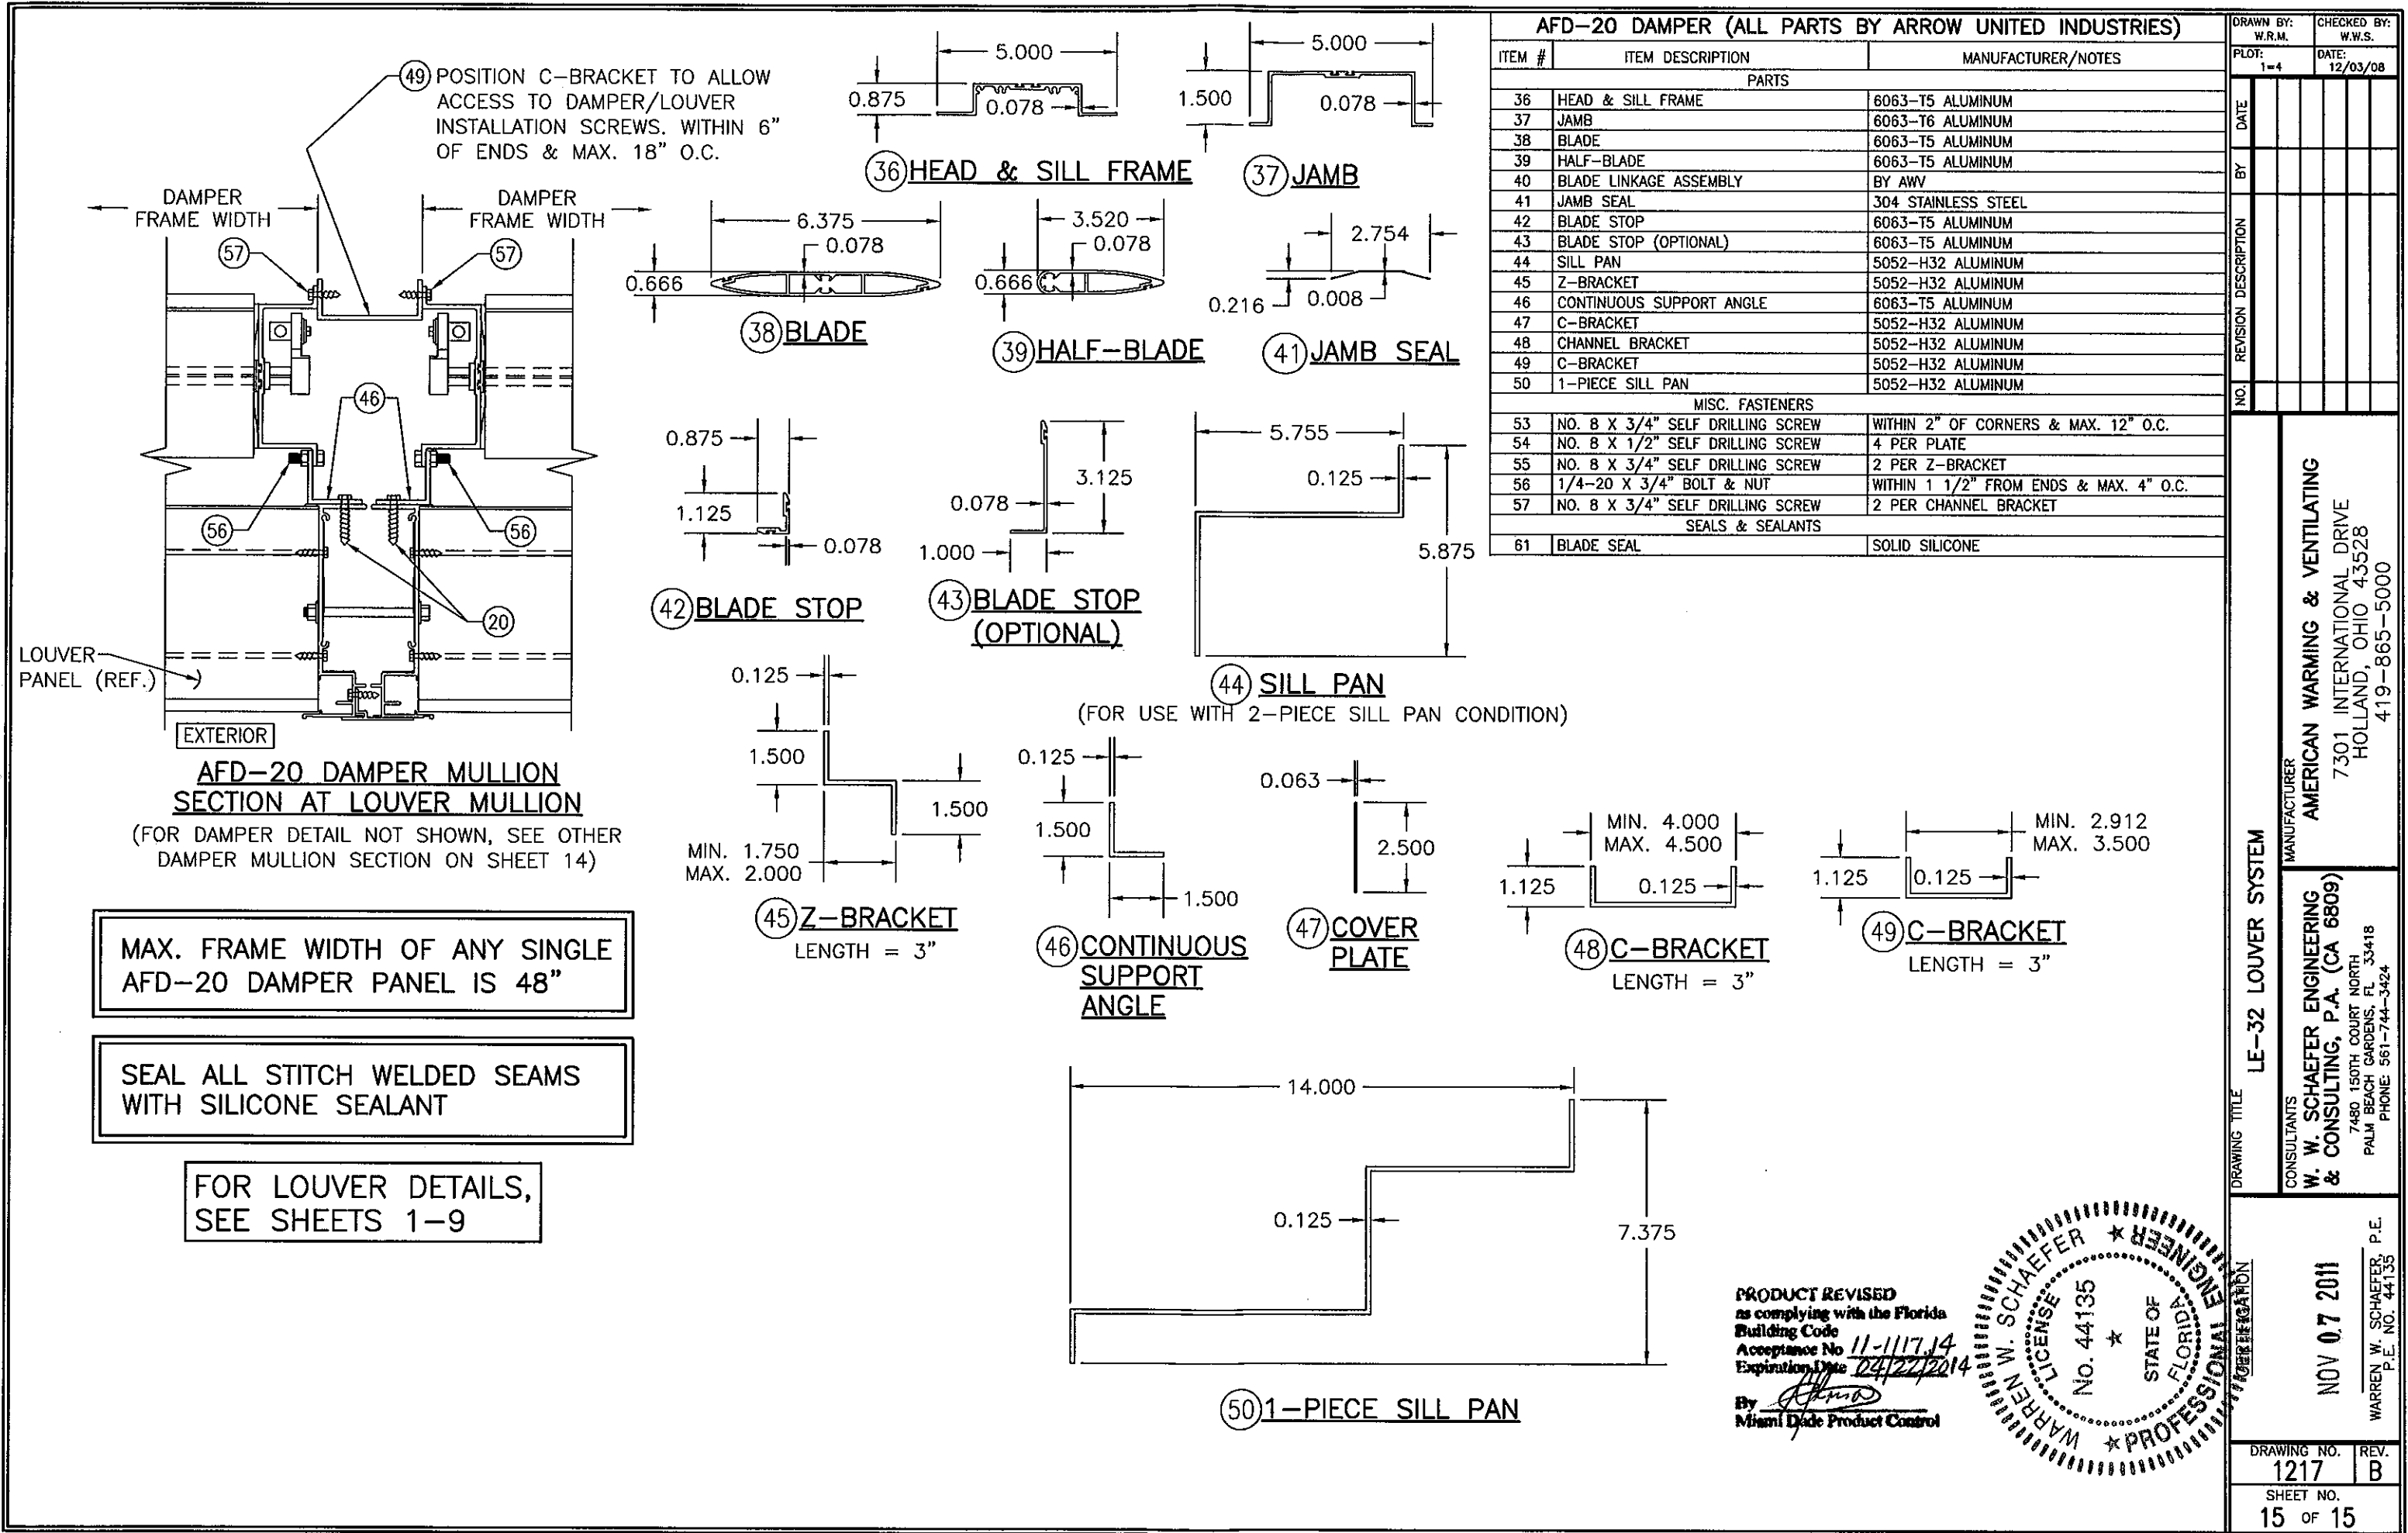 49 POSITION C-BRACKET TO ALLOW
ACCESS TO DAMPER/LOUVER
INSTALLATION SCREWS. WITHIN 6"
OF ENDS & MAX. 18" O.C.
DAMPER
FRAME WIDTH
DAMPER
FRAME WIDTH
57
57
46
56
56
20
LOUVER
PANEL (REF.)
EXTERIOR
AFD-20 DAMPER MULLION
SECTION AT LOUVER MULLION
(FOR DAMPER DETAIL NOT SHOWN, SEE OTHER
DAMPER MULLION SECTION ON SHEET 14)
MAX. FRAME WIDTH OF ANY SINGLE
AFD-20 DAMPER PANEL IS 48"
SEAL ALL STITCH WELDED SEAMS
WITH SILICONE SEALANT
FOR LOUVER DETAILS,
SEE SHEETS 1-9
5.000
0.875
0.078
36 HEAD & SILL FRAME
5.000
1.500
0.078
37 JAMB
6.375
0.078
0.666
38 BLADE
3.520
0.078
0.666
39 HALF-BLADE
2.754
0.216
0.008
41 JAMB SEAL
0.875
1.125
0.078
42 BLADE STOP
3.125
0.078
1.000
43 BLADE STOP
(OPTIONAL)
5.755
0.125
5.875
44 SILL PAN
(FOR USE WITH 2-PIECE SILL PAN CONDITION)
0.125
1.500
1.500
MIN. 1.750
MAX. 2.000
45 Z-BRACKET
LENGTH = 3"
0.125
1.500
1.500
46 CONTINUOUS
SUPPORT
ANGLE
0.063
2.500
47 COVER
PLATE
MIN. 4.000
MAX. 4.500
1.125
0.125
48 C-BRACKET
LENGTH = 3"
MIN. 2.912
MAX. 3.500
1.125
0.125
49 C-BRACKET
LENGTH = 3"
14.000
0.125
7.375
50 1-PIECE SILL PAN
AFD-20 DAMPER (ALL PARTS BY ARROW UNITED INDUSTRIES)
ITEM # ITEM DESCRIPTION MANUFACTURER/NOTES
PARTS
36 HEAD & SILL FRAME 6063-T5 ALUMINUM
37 JAMB 6063-T6 ALUMINUM
38 BLADE 6063-T5 ALUMINUM
39 HALF-BLADE 6063-T5 ALUMINUM
40 BLADE LINKAGE ASSEMBLY BY AWV
41 JAMB SEAL 304 STAINLESS STEEL
42 BLADE STOP 6063-T5 ALUMINUM
43 BLADE STOP (OPTIONAL) 6063-T5 ALUMINUM
44 SILL PAN 5052-H32 ALUMINUM
45 Z-BRACKET 5052-H32 ALUMINUM
46 CONTINUOUS SUPPORT ANGLE 6063-T5 ALUMINUM
47 C-BRACKET 5052-H32 ALUMINUM
48 CHANNEL BRACKET 5052-H32 ALUMINUM
49 C-BRACKET 5052-H32 ALUMINUM
50 1-PIECE SILL PAN 5052-H32 ALUMINUM
MISC. FASTENERS
53 NO. 8 X 3/4" SELF DRILLING SCREW WITHIN 2" OF CORNERS & MAX. 12" O.C.
54 NO. 8 X 1/2" SELF DRILLING SCREW 4 PER PLATE
55 NO. 8 X 3/4" SELF DRILLING SCREW 2 PER Z-BRACKET
56 1/4-20 X 3/4" BOLT & NUT WITHIN 1 1/2" FROM ENDS & MAX. 4" O.C.
57 NO. 8 X 3/4" SELF DRILLING SCREW 2 PER CHANNEL BRACKET
SEALS & SEALANTS
61 BLADE SEAL SOLID SILICONE
PRODUCT REVISED
as complying with the Florida
Building Code
Acceptance No 11-1117.14
Expiration Date 04/22/2014
By
Miami Dade Product Control
WARREN W. SCHAEFER
★ PROFESSIONAL ENGINEER ★
LICENSE
No. 44135
★
STATE OF
FLORIDA
DRAWN BY:
W.R.M.
CHECKED BY:
W.W.S.
PLOT:
1=4
DATE:
12/03/08
DATE
BY
REVISION DESCRIPTION
NO.
MANUFACTURER
AMERICAN WARMING & VENTILATING
7301 INTERNATIONAL DRIVE
HOLLAND, OHIO 43528
419-865-5000
DRAWING TITLE
LE-32 LOUVER SYSTEM
CONSULTANTS
W. W. SCHAEFER ENGINEERING
& CONSULTING, P.A. (CA 6809)
7480 150TH COURT NORTH
PALM BEACH GARDENS, FL 33418
PHONE: 561-744-3424
NOV 07 2011
WARREN W. SCHAEFER, P.E.
P.E. NO. 44135
DRAWING NO.
1217
REV.
B
SHEET NO.
15 OF 15